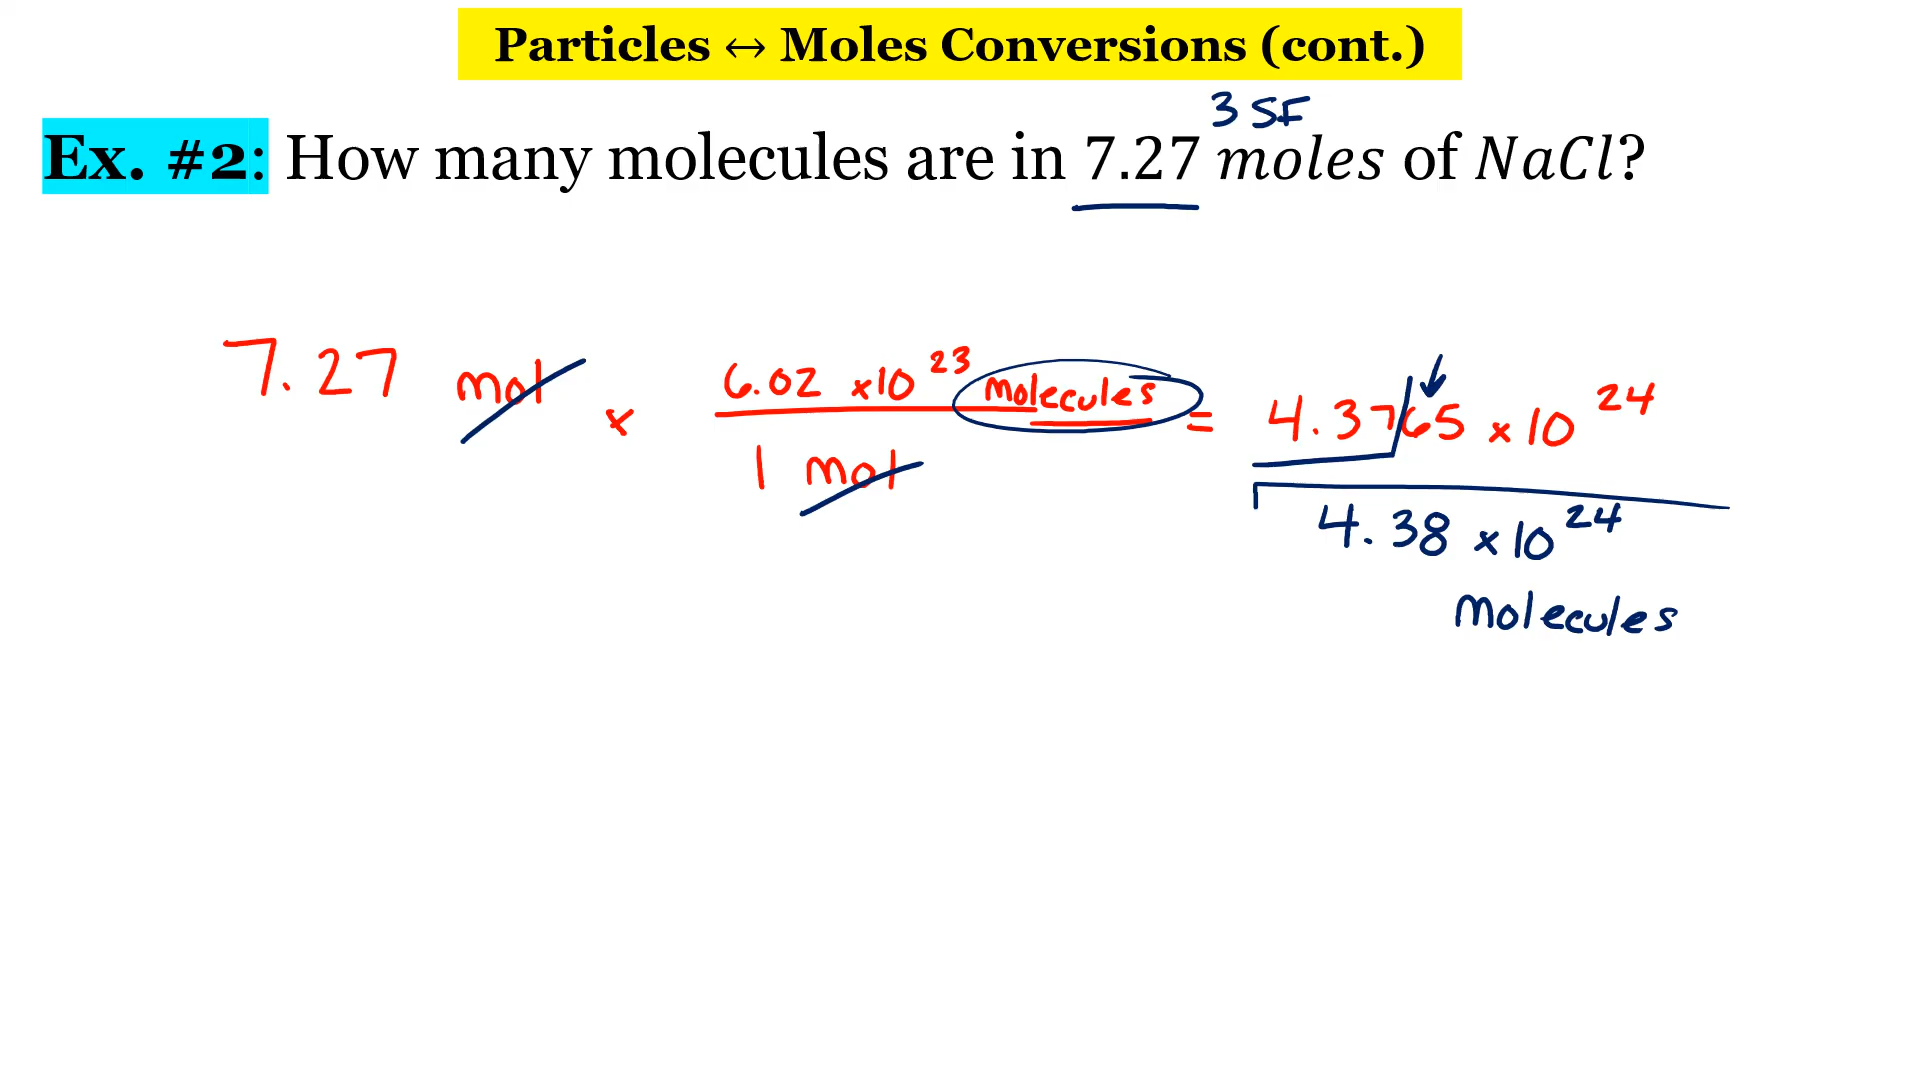 Particles ↔ Moles Conversions (cont.)
3 SF
Ex. #2: How many molecules are in 7.27 moles of NaCl?
7.27 mol x 6.02 x10^23 molecules / 1 mol = 4.3765 x 10^24
4.38 x10^24
molecules